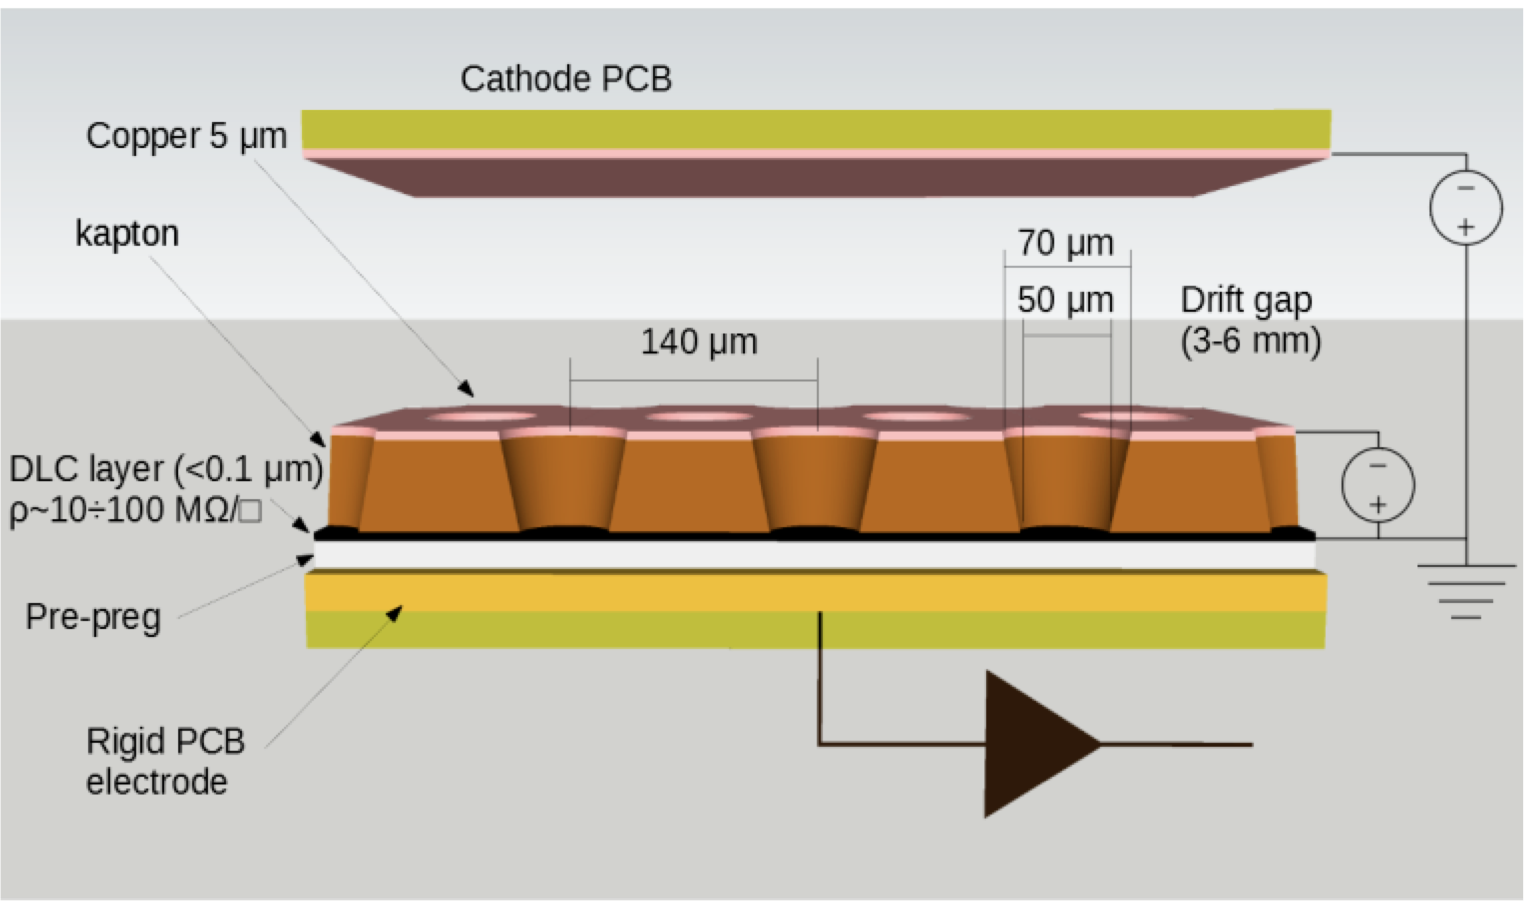 Cathode PCB
Copper 5 μm
kapton
70 μm
50 μm
Drift gap
(3-6 mm)
140 μm
DLC layer (<0.1 μm)
ρ~10÷100 MΩ/□
Pre-preg
Rigid PCB
electrode
−
+
−
+